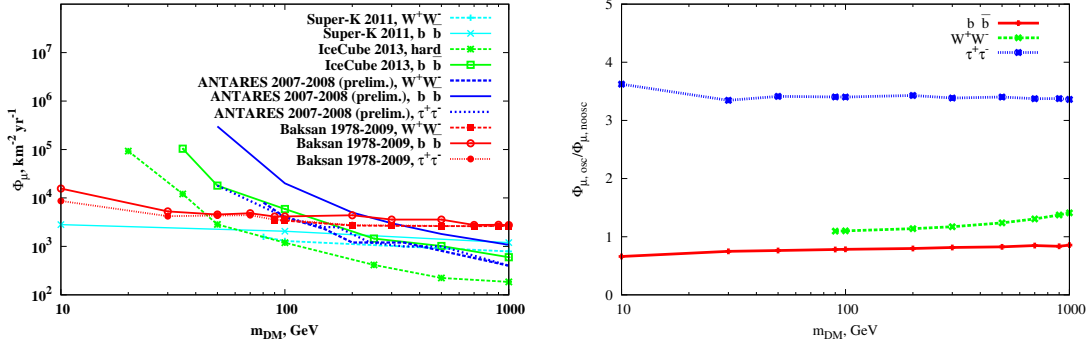 Super-K 2011, W⁺W⁻
Super-K 2011, b b̅
IceCube 2013, hard
IceCube 2013, b b̅
ANTARES 2007-2008 (prelim.), W⁺W⁻
ANTARES 2007-2008 (prelim.), b b̅
ANTARES 2007-2008 (prelim.), τ⁺τ⁻
Baksan 1978-2009, W⁺W⁻
Baksan 1978-2009, b b̅
Baksan 1978-2009, τ⁺τ⁻
10⁷
10⁶
10⁵
10⁴
10³
10²
Φμ, km⁻² yr⁻¹
10 100 1000
m_DM, GeV
b b̅
W⁺W⁻
τ⁺τ⁻
5
4
3
2
1
0
Φμ, osc/Φμ, noosc
10 100 1000
m_DM, GeV